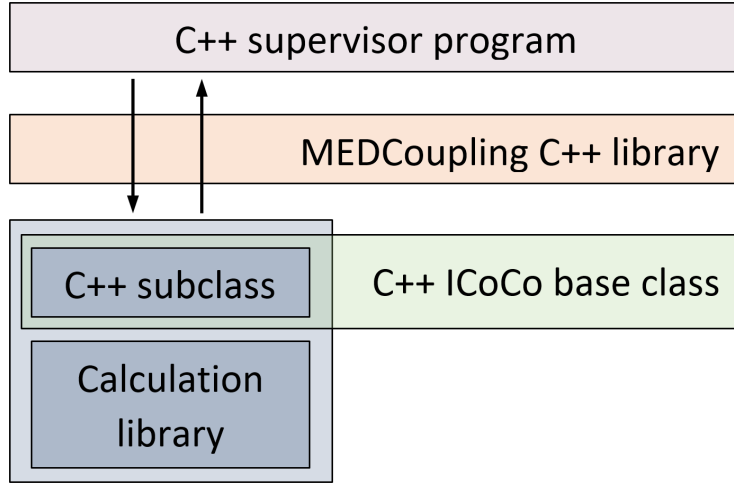 C++ supervisor program
MEDCoupling C++ library
C++ subclass
C++ ICoCo base class
Calculation
library